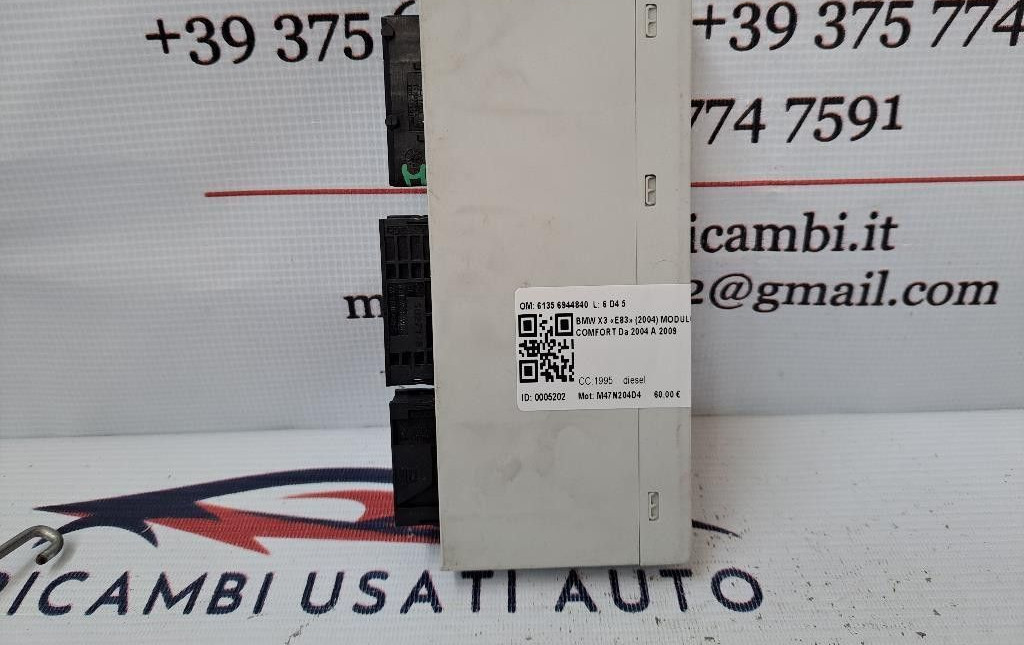 +39 375
+39 375 774
774 7591
icambi.it
2@gmail.com
OM: 6135 6944840 L: 6 D4 5
BMW X3 «E83» (2004) MODUL
COMFORT Da 2004 A 2009
CC:1995 diesel
ID: 0005202 Mot: M47N204D4 60.00 €
RICAMBI USATI AUTO